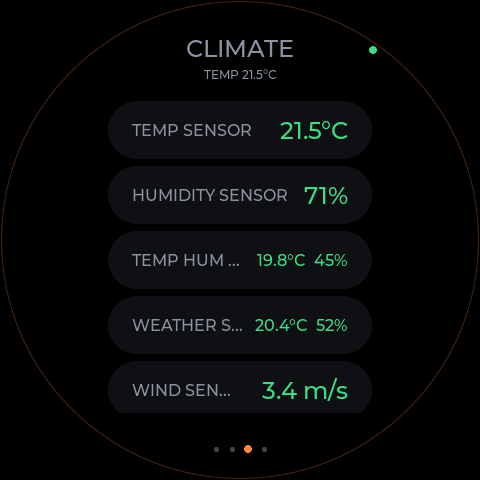 CLIMATE
TEMP 21.5°C
TEMP SENSOR 21.5°C
HUMIDITY SENSOR 71%
TEMP HUM ... 19.8°C 45%
WEATHER S... 20.4°C 52%
WIND SEN... 3.4 m/s